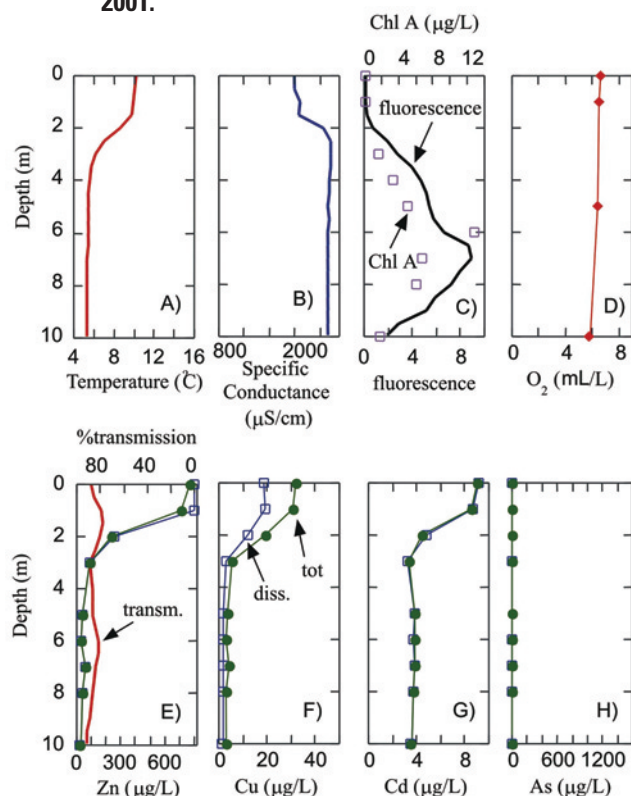 2001.
Chl A (µg/L)
0 4 8 12
0
2
4
6
8
10
Depth (m)
fluorescence
Chl A
A)
B)
C)
D)
4 8 12 16
800 2000
0 4 8
0 6 12
Temperature (°C)
Specific
Conductance
(µS/cm)
fluorescence
O2 (mL/L)
%transmission
80 40 0
0
2
4
6
8
10
Depth (m)
transm.
diss.
tot
E)
F)
G)
H)
0 300 600
0 20 40
0 4 8
0 600 1200
Zn (µg/L)
Cu (µg/L)
Cd (µg/L)
As (µg/L)